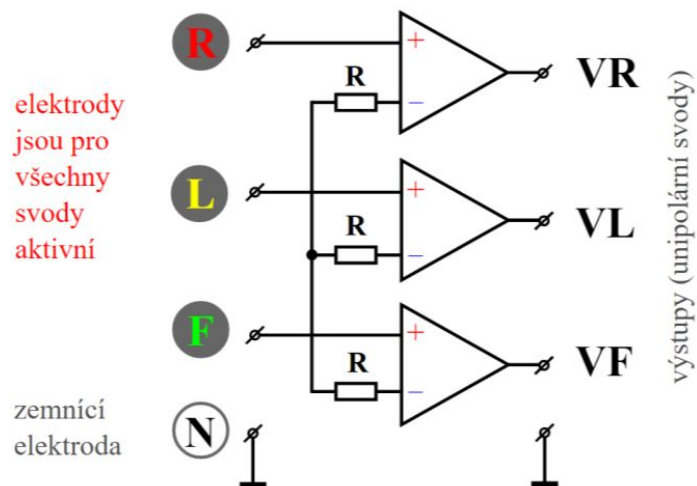 R
R
+
−
VR
elektrody
jsou pro
všechny
svody
aktivní
L
R
+
−
VL
F
R
+
−
VF
výstupy (unipolární svody)
zemnící
elektroda
N